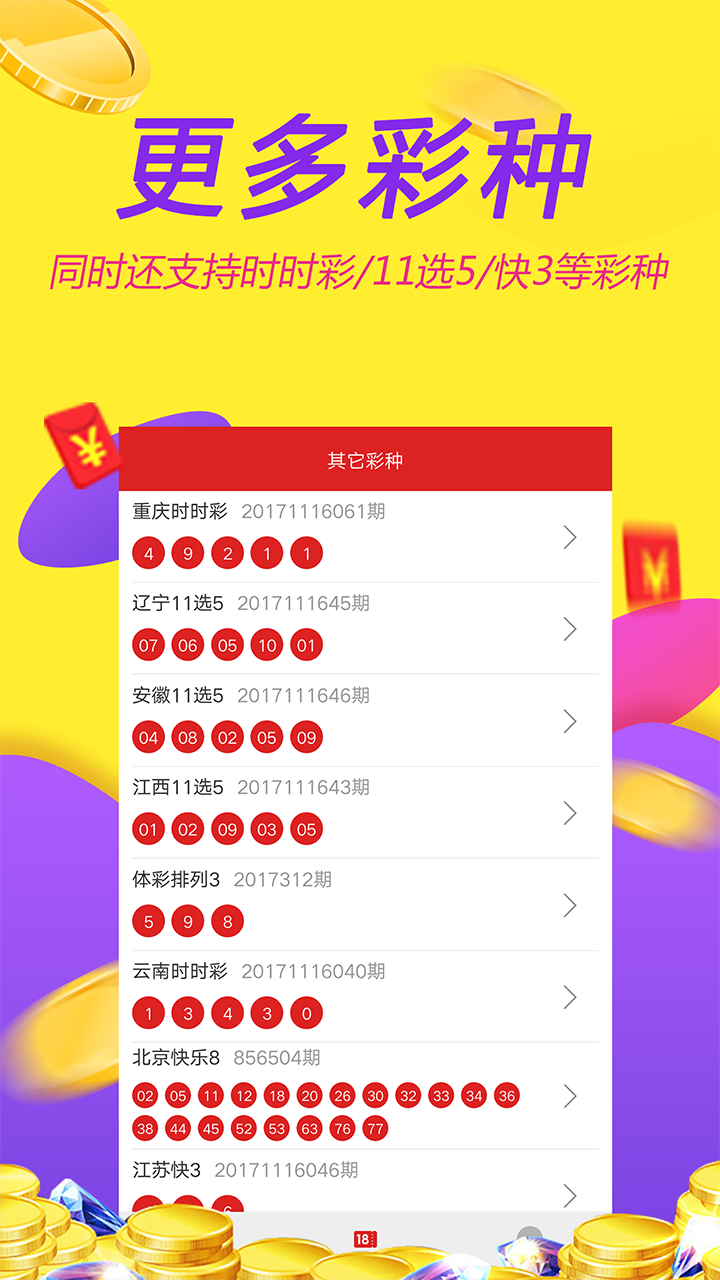 更多彩种
同时还支持时时彩/11选5/快3等彩种
¥
其它彩种
重庆时时彩 20171116061期
4 9 2 1 1
¥
辽宁11选5 2017111645期
07 06 05 10 01
安徽11选5 2017111646期
04 08 02 05 09
江西11选5 2017111643期
01 02 09 03 05
体彩排列3 2017312期
5 9 8
云南时时彩 20171116040期
1 3 4 3 0
北京快乐8 856504期
02 05 11 12 18 20 26 30 32 33 34 36
38 44 45 52 53 63 76 77
江苏快3 20171116046期
6
18